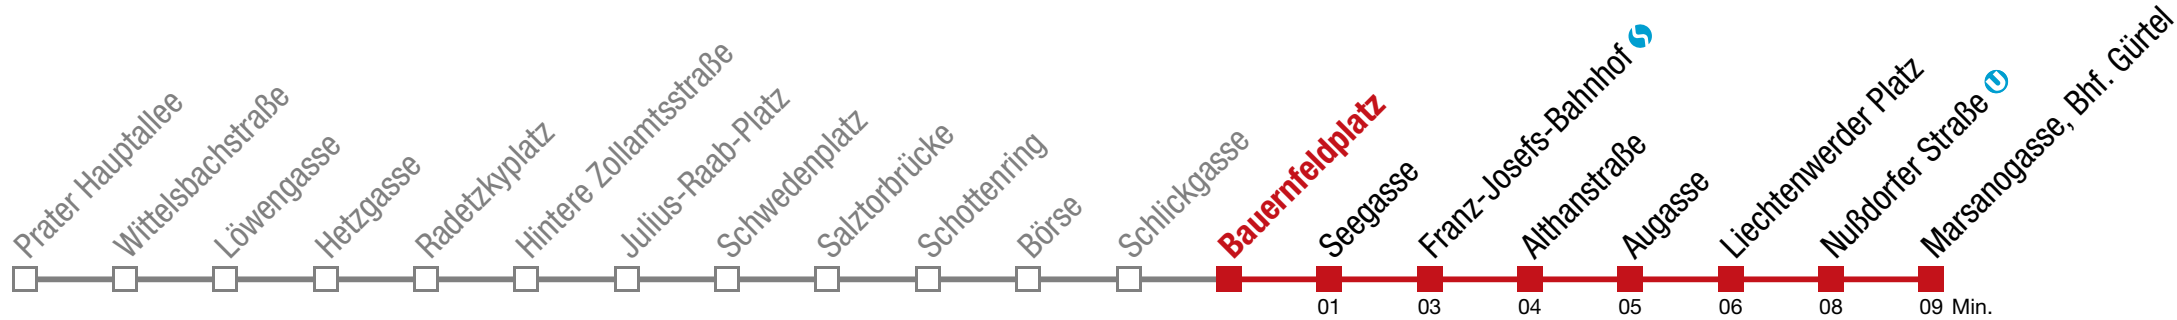 Prater Hauptallee
Wittelsbachstraße
Löwengasse
Hetzgasse
Radetzkyplatz
Hintere Zollamtsstraße
Julius-Raab-Platz
Schwedenplatz
Salztorbrücke
Schottenring
Börse
Schlickgasse
Bauernfeldplatz
Seegasse
Franz-Josefs-Bahnhof S
Althanstraße
Augasse
Liechtenwerder Platz
Nußdorfer Straße U
Marsanogasse, Bhf. Gürtel
01 03 04 05 06 08 09 Min.